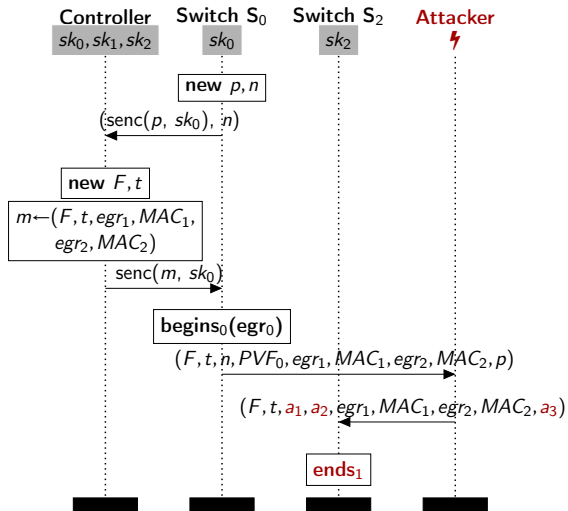 Controller Switch S₀ Switch S₂ Attacker
sk₀, sk₁, sk₂ sk₀ sk₂
new p, n
(senc(p, sk₀), n)
new F, t
m←(F, t, egr₁, MAC₁,
egr₂, MAC₂)
senc(m, sk₀)
begins₀(egr₀)
(F, t, n, PVF₀, egr₁, MAC₁, egr₂, MAC₂, p)
(F, t, a₁, a₂, egr₁, MAC₁, egr₂, MAC₂, a₃)
ends₁